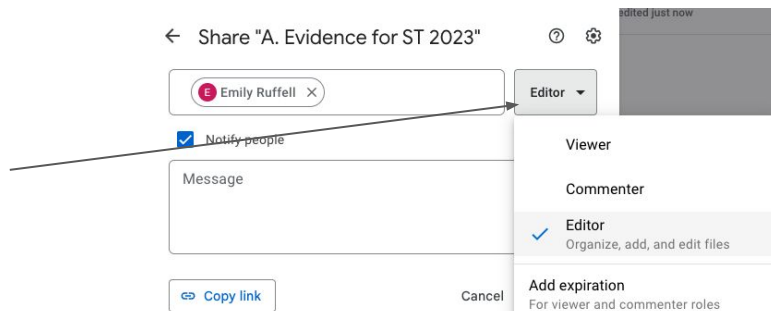 edited just now
Share "A. Evidence for ST 2023"
E Emily Ruffell
Editor
Notify people
Message
Viewer
Commenter
Editor
Organize, add, and edit files
Copy link
Cancel
Add expiration
For viewer and commenter roles